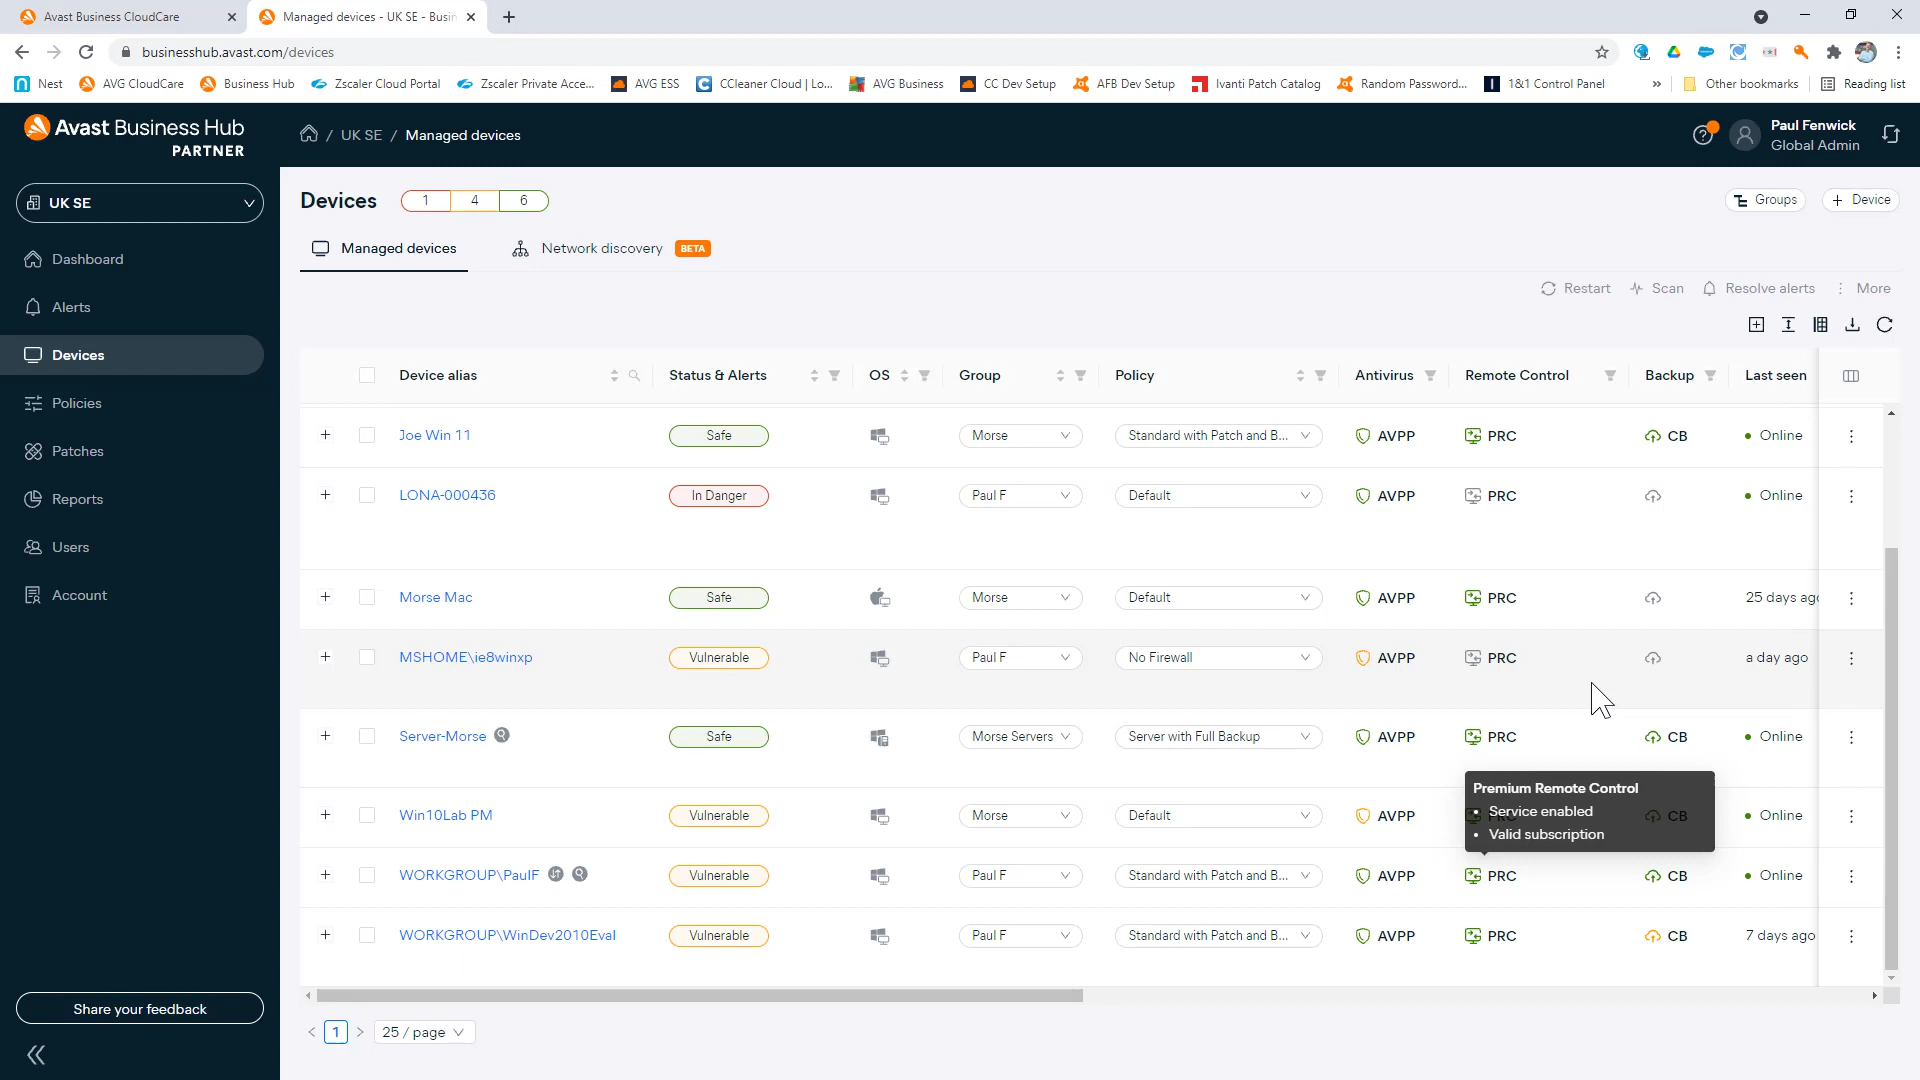 Avast Business CloudCare
Managed devices - UK SE - Busin
businesshub.avast.com/devices
Nest
AVG CloudCare
Business Hub
Zscaler Cloud Portal
Zscaler Private Acce...
AVG ESS
CCleaner Cloud | Lo...
AVG Business
CC Dev Setup
AFB Dev Setup
Ivanti Patch Catalog
Random Password...
1&1 Control Panel
»
Other bookmarks
Reading list
Avast Business Hub
PARTNER
/ UK SE / Managed devices
Paul Fenwick
Global Admin
UK SE
Dashboard
Alerts
Devices
Policies
Patches
Reports
Users
Account
Share your feedback
Devices 1 4 6
Groups
+ Device
Managed devices
Network discovery BETA
Restart Scan Resolve alerts More
Device alias Status & Alerts OS Group Policy Antivirus Remote Control Backup Last seen
+ Joe Win 11 Safe Morse Standard with Patch and B... AVPP PRC CB Online
+ LONA-000436 In Danger Paul F Default AVPP PRC Online
+ Morse Mac Safe Morse Default AVPP PRC 25 days ago
+ MSHOME\ie8winxp Vulnerable Paul F No Firewall AVPP PRC a day ago
+ Server-Morse Safe Morse Servers Server with Full Backup AVPP PRC CB Online
Premium Remote Control
• Service enabled
• Valid subscription
+ Win10Lab PM Vulnerable Morse Default AVPP CB Online
+ WORKGROUP\PaulF Vulnerable Paul F Standard with Patch and B... AVPP PRC CB Online
+ WORKGROUP\WinDev2010Eval Vulnerable Paul F Standard with Patch and B... AVPP PRC CB 7 days ago
< 1 > 25 / page